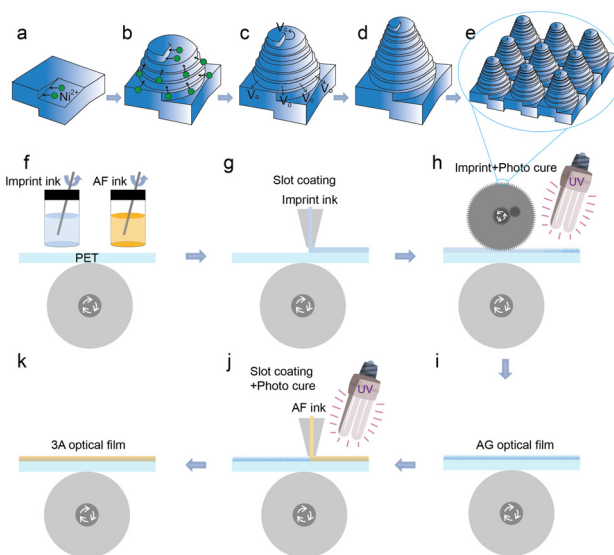 a
b
c
d
e
Ni2+
Vc
Vo
Vo
Vo
Vo
f
g
h
Imprint ink
AF ink
Slot coating
Imprint ink
Imprint+Photo cure
UV
PET
k
j
i
Slot coating
+Photo cure
UV
AF ink
3A optical film
AG optical film